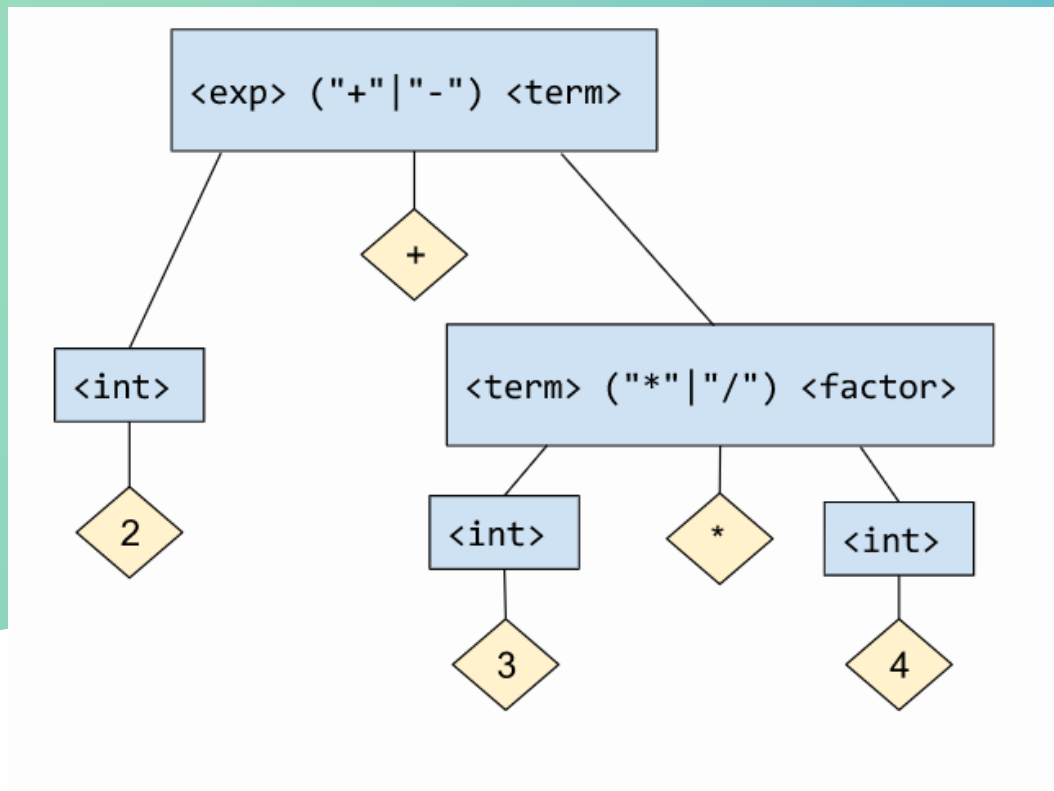 <exp> ("+"|"-") <term>
+
<int>
<term> ("*"|"/") <factor>
2
<int>
*
<int>
3
4